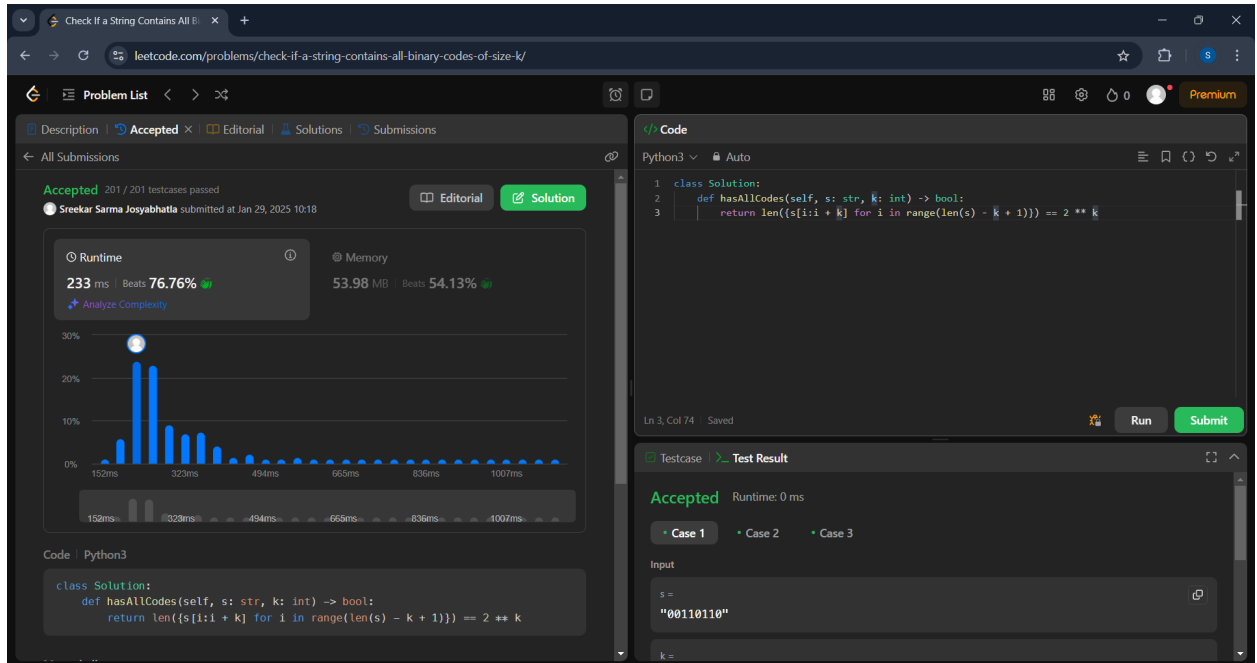 Check If a String Contains All Bi
leetcode.com/problems/check-if-a-string-contains-all-binary-codes-of-size-k/
S
Problem List
0
Premium
Description
Accepted
Editorial
Solutions
Submissions
All Submissions
Accepted 201 / 201 testcases passed
Sreekar Sarma Josyabhatla submitted at Jan 29, 2025 10:18
Editorial
Solution
Runtime
233 ms Beats 76.76%
Analyze Complexity
Memory
53.98 MB Beats 54.13%
30%
20%
10%
0%
152ms 323ms 494ms 665ms 836ms 1007ms
152ms 323ms 494ms 665ms 836ms 1007ms
Code Python3
class Solution:
def hasAllCodes(self, s: str, k: int) -> bool:
return len({s[i:i + k] for i in range(len(s) - k + 1)}) == 2 ** k
</> Code
Python3 Auto
1 class Solution:
2 def hasAllCodes(self, s: str, k: int) -> bool:
3 return len({s[i:i + k] for i in range(len(s) - k + 1)}) == 2 ** k
Ln 3, Col 74 Saved
Run
Submit
Testcase
>_ Test Result
Accepted Runtime: 0 ms
• Case 1 • Case 2 • Case 3
Input
s =
"00110110"
k =